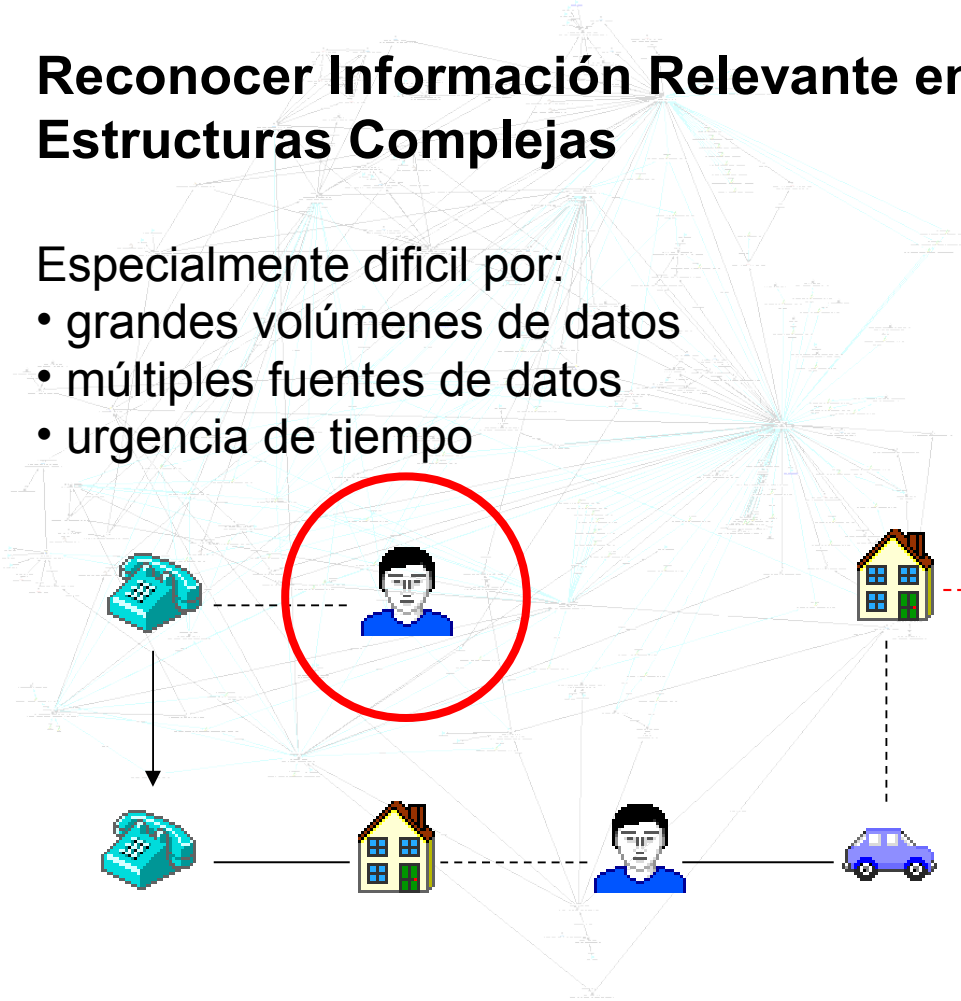 Reconocer Información Relevante en
Estructuras Complejas
Especialmente dificil por:
• grandes volúmenes de datos
• múltiples fuentes de datos
• urgencia de tiempo